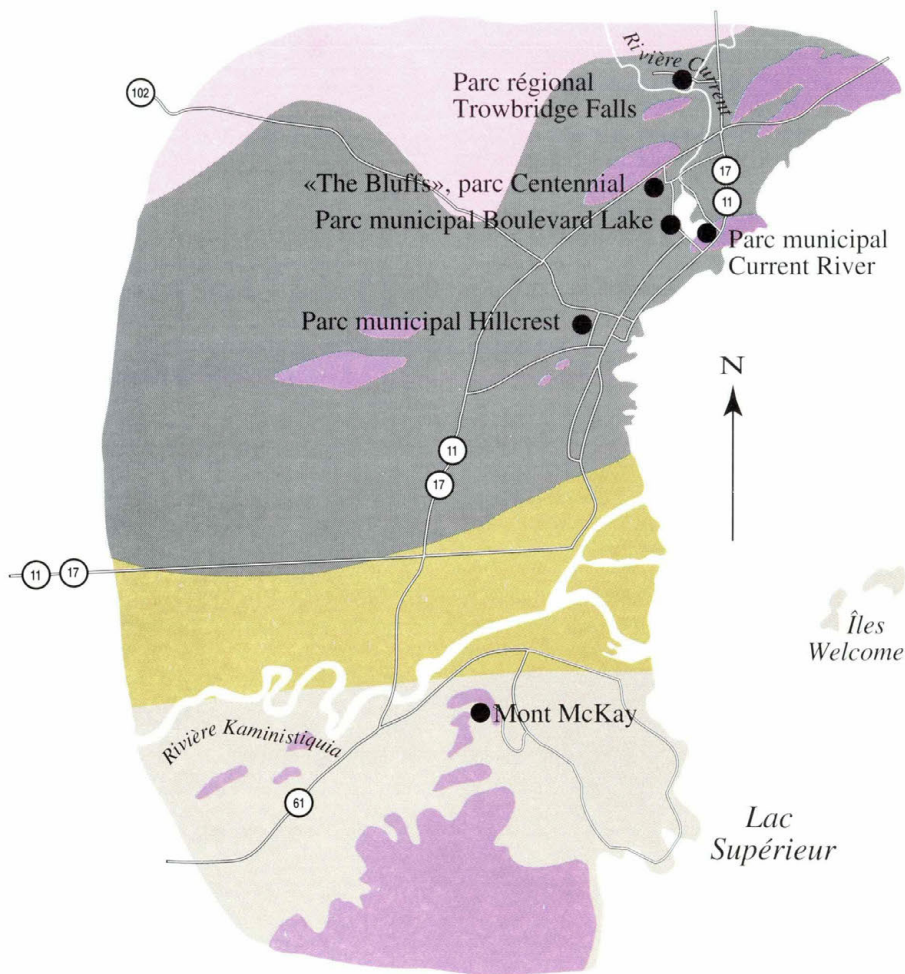 Rivière Current
Parc régional
Trowbridge Falls
102
«The Bluffs», parc Centennial
17
11
Parc municipal Boulevard Lake
Parc municipal
Current River
Parc municipal Hillcrest
N
11
17
11
17
Îles
Welcome
Mont McKay
Rivière Kaministiquia
61
Lac
Supérieur